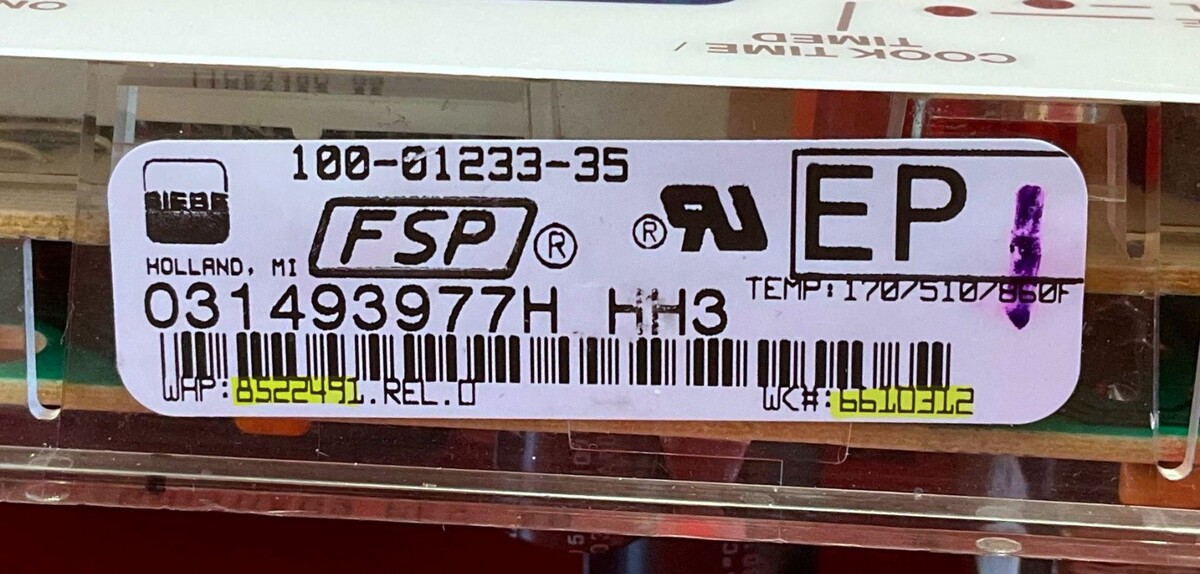 COOK TIME
TIMED
100-01233-35
SIEBE
FSP®
®
EP
HOLLAND, MI
TEMP:170/510/860F
031493977H HH3
WHP:8522491.REL.0
WC#:6610312